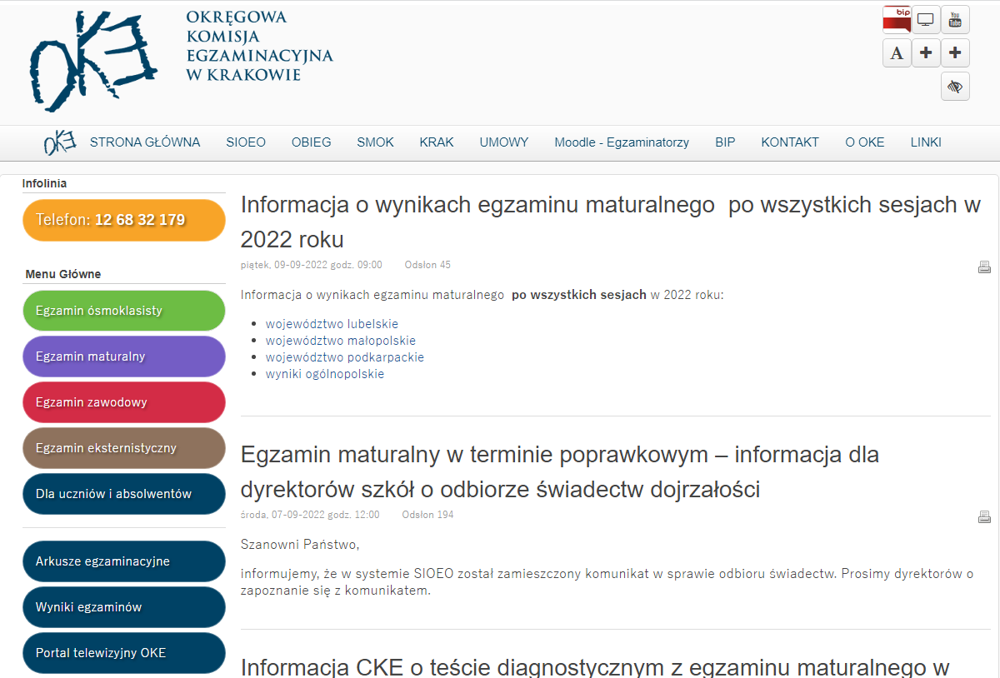 OKE
OKRĘGOWA
KOMISJA
EGZAMINACYJNA
W KRAKOWIE
bip
You
Tube
A
OKE STRONA GŁÓWNA SIOEO OBIEG SMOK KRAK UMOWY Moodle - Egzaminatorzy BIP KONTAKT O OKE LINKI
Infolinia
Telefon: 12 68 32 179
Menu Główne
Egzamin ósmoklasisty
Egzamin maturalny
Egzamin zawodowy
Egzamin eksternistyczny
Dla uczniów i absolwentów
Arkusze egzaminacyjne
Wyniki egzaminów
Portal telewizyjny OKE
Informacja o wynikach egzaminu maturalnego  po wszystkich sesjach w
2022 roku
piątek, 09-09-2022 godz. 09:00 Odsłon 45
Informacja o wynikach egzaminu maturalnego  po wszystkich sesjach w 2022 roku:
województwo lubelskie
województwo małopolskie
województwo podkarpackie
wyniki ogólnopolskie
Egzamin maturalny w terminie poprawkowym – informacja dla
dyrektorów szkół o odbiorze świadectw dojrzałości
środa, 07-09-2022 godz. 12:00 Odsłon 194
Szanowni Państwo,
informujemy, że w systemie SIOEO został zamieszczony komunikat w sprawie odbioru świadectw. Prosimy dyrektorów o
zapoznanie się z komunikatem.
Informacja CKE o teście diagnostycznym z egzaminu maturalnego w